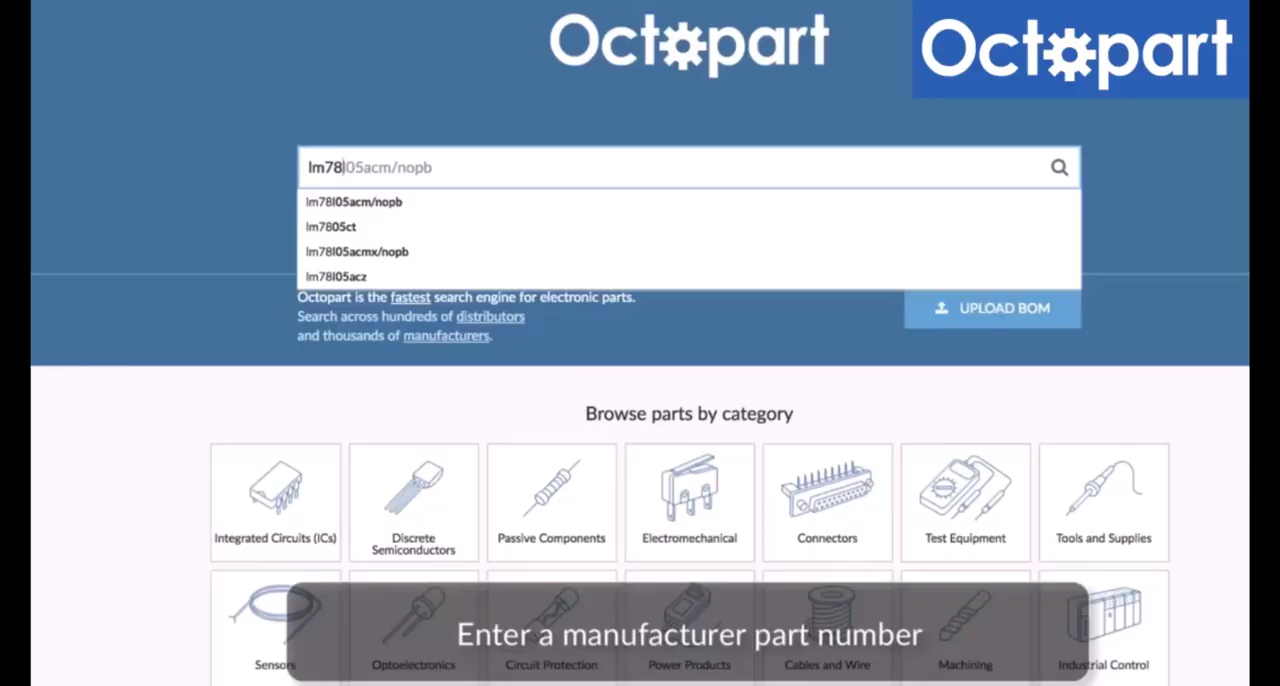 Octopart
Octopart
lm78l05acm/nopb
lm78l05acm/nopb
lm7805ct
lm78l05acmx/nopb
lm78l05acz
Octopart is the fastest search engine for electronic parts.
Search across hundreds of distributors
and thousands of manufacturers.
UPLOAD BOM
Browse parts by category
Integrated Circuits (ICs)
Discrete
Semiconductors
Passive Components
Electromechanical
Connectors
Test Equipment
Tools and Supplies
Enter a manufacturer part number
Sensors
Optoelectronics
Circuit Protection
Power Products
Cables and Wire
Machining
Industrial Control